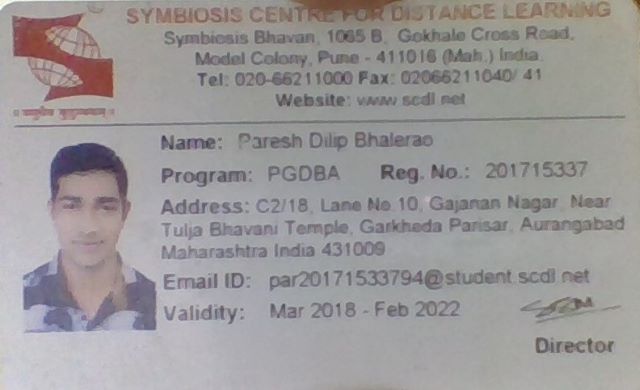 SYMBIOSIS CENTRE FOR DISTANCE LEARNING
Symbiosis Bhavan, 1065 B, Gokhale Cross Road,
Model Colony, Pune - 411016 (Mah.) India.
Tel: 020-66211000 Fax: 02066211040/ 41
Website: www.scdl.net
Name: Paresh Dilip Bhalerao
Program: PGDBA Reg. No.: 201715337
Address: C2/18, Lane No.10, Gajanan Nagar, Near
Tulja Bhavani Temple, Garkheda Parisar, Aurangabad
Maharashtra India 431009
Email ID: par20171533794@student.scdl.net
Validity: Mar 2018 - Feb 2022
Director